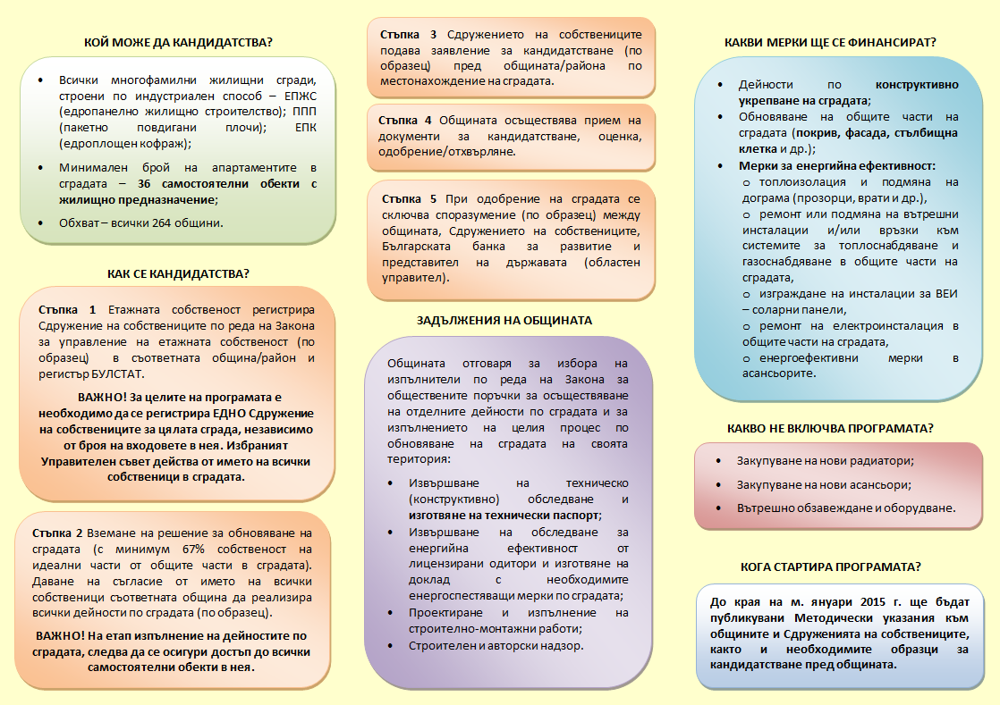 КОЙ МОЖЕ ДА КАНДИДАТСТВА?
• Всички многофамилни жилищни сгради,
строени по индустриален способ – ЕПЖС
(едропанелно жилищно строителство); ППП
(пакетно повдигани плочи); ЕПК
(едроплощен кофраж);
• Минимален брой на апартаментите в
сградата – 36 самостоятелни обекти с
жилищно предназначение;
• Обхват – всички 264 общини.
КАК СЕ КАНДИДАТСТВА?
Стъпка 1 Етажната собственост регистрира
Сдружение на собствениците по реда на Закона
за управление на етажната собственост (по
образец) в съответната община/район и
регистър БУЛСТАТ.
ВАЖНО! За целите на програмата е
необходимо да се регистрира ЕДНО Сдружение
на собствениците за цялата сграда, независимо
от броя на входовете в нея. Избраният
Управителен съвет действа от името на всички
собственици в сградата.
Стъпка 2 Вземане на решение за обновяване на
сградата (с минимум 67% собственост на
идеални части от общите части в сградата).
Даване на съгласие от името на всички
собственици съответната община да реализира
всички дейности по сградата (по образец).
ВАЖНО! На етап изпълнение на дейностите по
сградата, следва да се осигури достъп до всички
самостоятелни обекти в нея.
Стъпка 3 Сдружението на собствениците
подава заявление за кандидатстване (по
образец) пред общината/района по
местонахождение на сградата.
Стъпка 4 Общината осъществява прием на
документи за кандидатстване, оценка,
одобрение/отхвърляне.
Стъпка 5 При одобрение на сградата се
сключва споразумение (по образец) между
общината, Сдружението на собствениците,
Българската банка за развитие и
представител на държавата (областен
управител).
ЗАДЪЛЖЕНИЯ НА ОБЩИНАТА
Общината отговаря за избора на
изпълнители по реда на Закона за
обществените поръчки за осъществяване
на отделните дейности по сградата и за
изпълнението на целия процес по
обновяване на сградата на своята
територия:
• Извършване на техническо
(конструктивно) обследване и
изготвяне на технически паспорт;
• Извършване на обследване за
енергийна ефективност от
лицензирани одитори и изготвяне на
доклад с необходимите
енергоспестяващи мерки по сградата;
• Проектиране и изпълнение на
строително-монтажни работи;
• Строителен и авторски надзор.
КАКВИ МЕРКИ ЩЕ СЕ ФИНАНСИРАТ?
• Дейности по конструктивно
укрепване на сградата;
• Обновяване на общите части на
сградата (покрив, фасада, стълбищна
клетка и др.);
• Мерки за енергийна ефективност:
o топлоизолация и подмяна на
дограма (прозорци, врати и др.),
o ремонт или подмяна на вътрешни
инсталации и/или връзки към
системите за топлоснабдяване и
газоснабдяване в общите части на
сградата,
o изграждане на инсталации за ВЕИ
– соларни панели,
o ремонт на електроинсталация в
общите части на сградата,
o енергоефективни мерки в
асансьорите.
КАКВО НЕ ВКЛЮЧВА ПРОГРАМАТА?
• Закупуване на нови радиатори;
• Закупуване на нови асансьори;
• Вътрешно обзавеждане и оборудване.
КОГА СТАРТИРА ПРОГРАМАТА?
До края на м. януари 2015 г. ще бъдат
публикувани Методически указания към
общините и Сдруженията на собствениците,
както и необходимите образци за
кандидатстване пред общината.